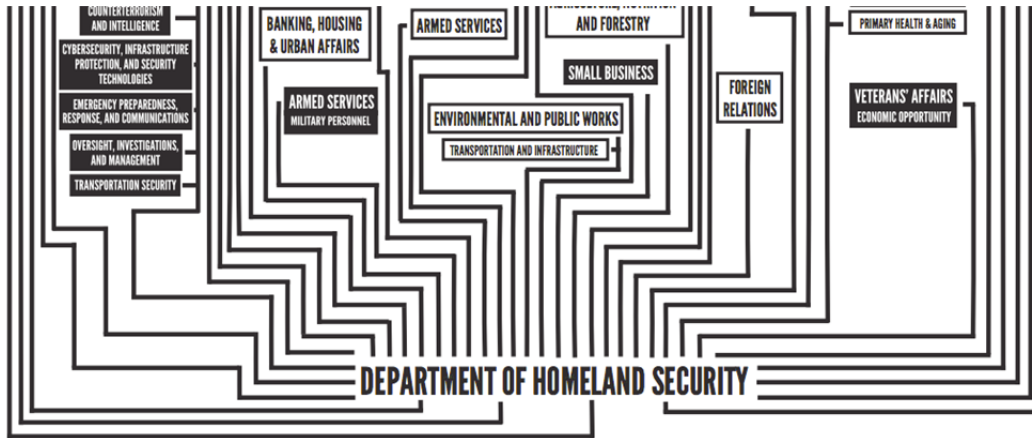 COUNTERTERRORISM
AND INTELLIGENCE
CYBERSECURITY, INFRASTRUCTURE
PROTECTION, AND SECURITY
TECHNOLOGIES
EMERGENCY PREPAREDNESS,
RESPONSE, AND COMMUNICATIONS
OVERSIGHT, INVESTIGATIONS,
AND MANAGEMENT
TRANSPORTATION SECURITY
BANKING, HOUSING
& URBAN AFFAIRS
ARMED SERVICES
MILITARY PERSONNEL
ARMED SERVICES
ENVIRONMENTAL AND PUBLIC WORKS
TRANSPORTATION AND INFRASTRUCTURE
AGRICULTURE, NUTRITION
AND FORESTRY
SMALL BUSINESS
FOREIGN
RELATIONS
PRIMARY HEALTH & AGING
VETERANS' AFFAIRS
ECONOMIC OPPORTUNITY
DEPARTMENT OF HOMELAND SECURITY